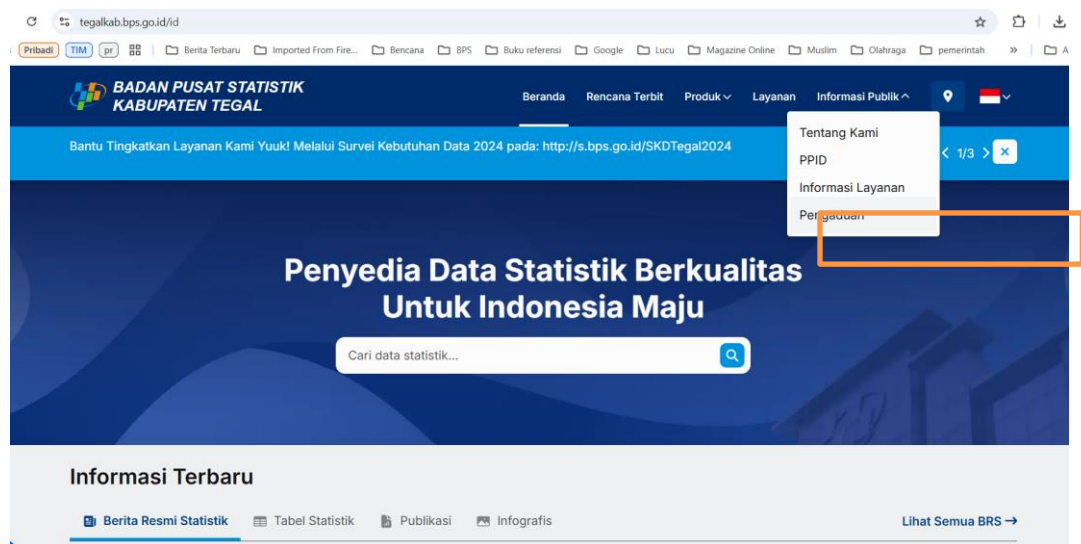 tegalkab.bps.go.id/id
Pribadi TIM pr Berita Terbaru Imported From Fire... Bencana BPS Buku referensi Google Lucu Magazine Online Muslim Olahraga pemerintah » A
BADAN PUSAT STATISTIK
KABUPATEN TEGAL
Beranda Rencana Terbit Produk Layanan Informasi Publik
Bantu Tingkatkan Layanan Kami Yuuk! Melalui Survei Kebutuhan Data 2024 pada: http://s.bps.go.id/SKDTegal2024
1/3
Tentang Kami
PPID
Informasi Layanan
Pengaduan
Penyedia Data Statistik Berkualitas
Untuk Indonesia Maju
Cari data statistik...
Informasi Terbaru
Berita Resmi Statistik Tabel Statistik Publikasi Infografis Lihat Semua BRS →